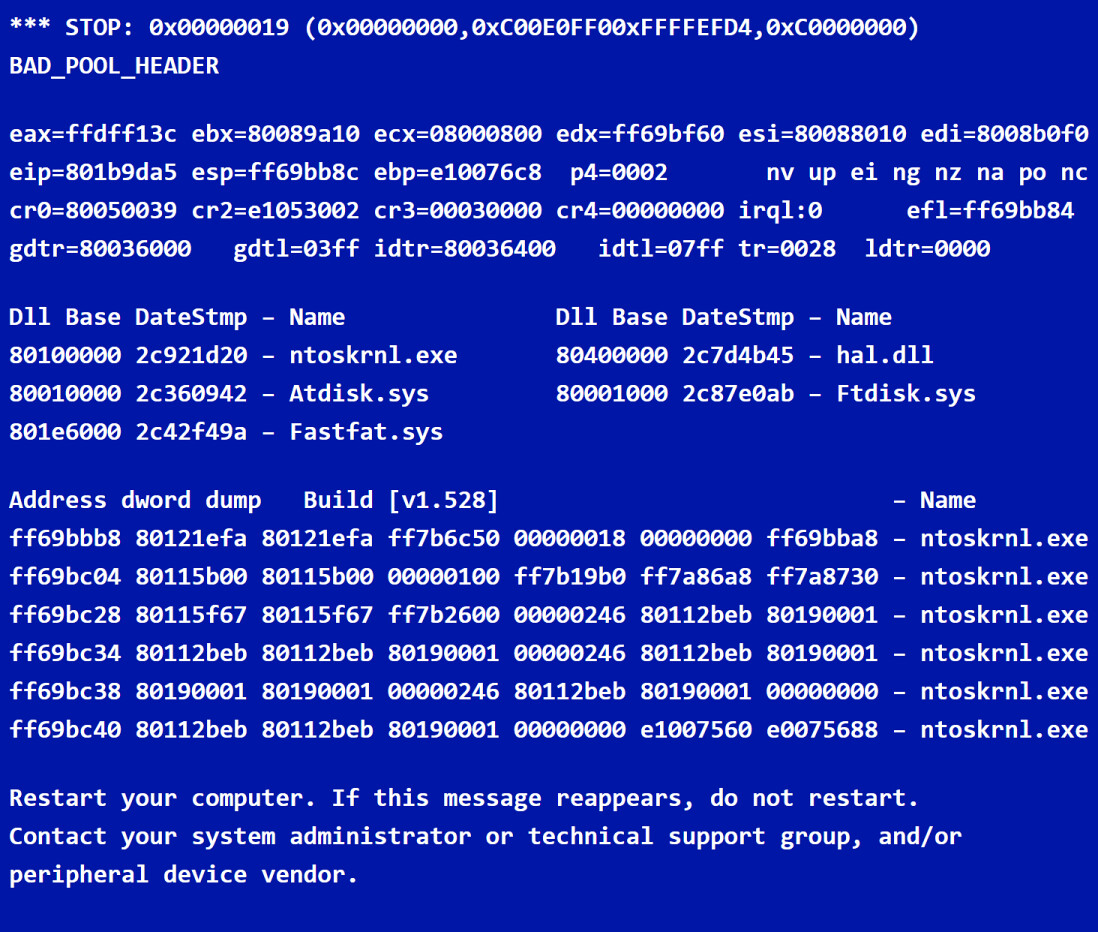 *** STOP: 0x00000019 (0x00000000,0xC00E0FF00xFFFFEFD4,0xC0000000)
BAD_POOL_HEADER
eax=ffdff13c ebx=80089a10 ecx=08000800 edx=ff69bf60 esi=80088010 edi=8008b0f0
eip=801b9da5 esp=ff69bb8c ebp=e10076c8  p4=0002       nv up ei ng nz na po nc
cr0=80050039 cr2=e1053002 cr3=00030000 cr4=00000000 irql:0      efl=ff69bb84
gdtr=80036000   gdtl=03ff idtr=80036400   idtl=07ff tr=0028  ldtr=0000
Dll Base DateStmp – Name               Dll Base DateStmp – Name
80100000 2c921d20 – ntoskrnl.exe       80400000 2c7d4b45 – hal.dll
80010000 2c360942 – Atdisk.sys         80001000 2c87e0ab – Ftdisk.sys
801e6000 2c42f49a – Fastfat.sys
Address dword dump   Build [v1.528]                            – Name
ff69bbb8 80121efa 80121efa ff7b6c50 00000018 00000000 ff69bba8 – ntoskrnl.exe
ff69bc04 80115b00 80115b00 00000100 ff7b19b0 ff7a86a8 ff7a8730 – ntoskrnl.exe
ff69bc28 80115f67 80115f67 ff7b2600 00000246 80112beb 80190001 – ntoskrnl.exe
ff69bc34 80112beb 80112beb 80190001 00000246 80112beb 80190001 – ntoskrnl.exe
ff69bc38 80190001 80190001 00000246 80112beb 80190001 00000000 – ntoskrnl.exe
ff69bc40 80112beb 80112beb 80190001 00000000 e1007560 e0075688 – ntoskrnl.exe
Restart your computer. If this message reappears, do not restart.
Contact your system administrator or technical support group, and/or
peripheral device vendor.